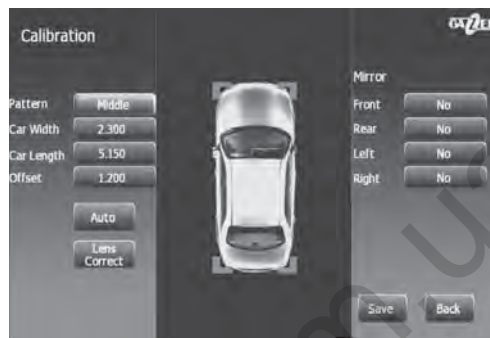 Calibration
GAZER
Pattern Middle
Car Width 2.300
Car Length 5.150
Offset 1.200
Auto
Lens
Correct
Mirror
Front No
Rear No
Left No
Right No
Save Back